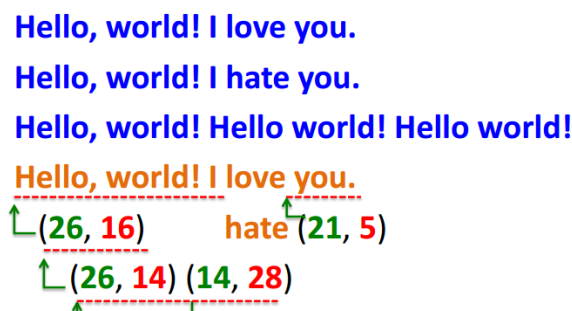 Hello, world! I love you.
Hello, world! I hate you.
Hello, world! Hello world! Hello world!
Hello, world! I love you.
(26, 16) hate (21, 5)
(26, 14) (14, 28)